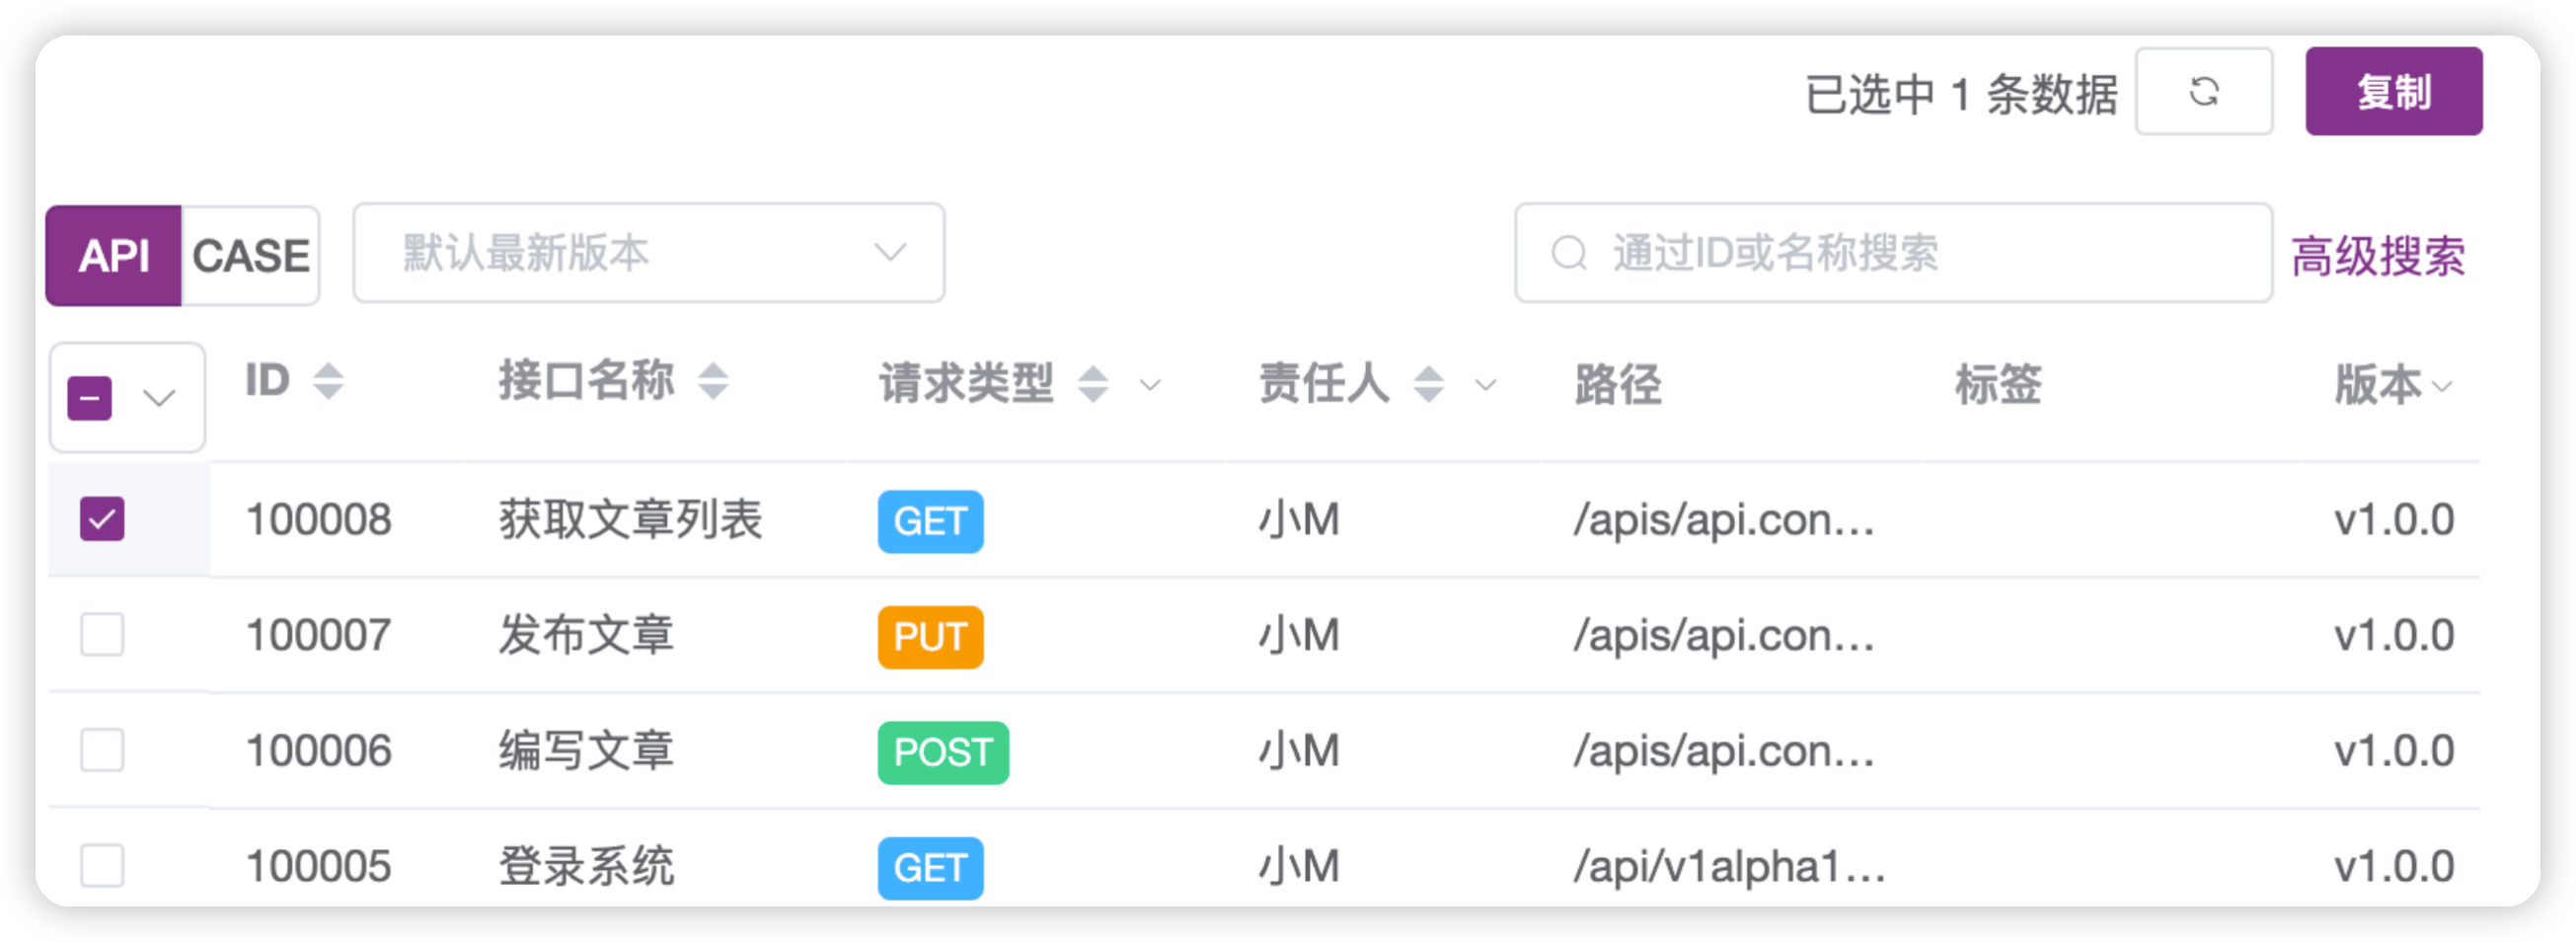 已选中 1 条数据 复制
API CASE 默认最新版本 通过ID或名称搜索 高级搜索
ID 接口名称 请求类型 责任人 路径 标签 版本
100008 获取文章列表 GET 小M /apis/api.con... v1.0.0
100007 发布文章 PUT 小M /apis/api.con... v1.0.0
100006 编写文章 POST 小M /apis/api.con... v1.0.0
100005 登录系统 GET 小M /api/v1alpha1... v1.0.0